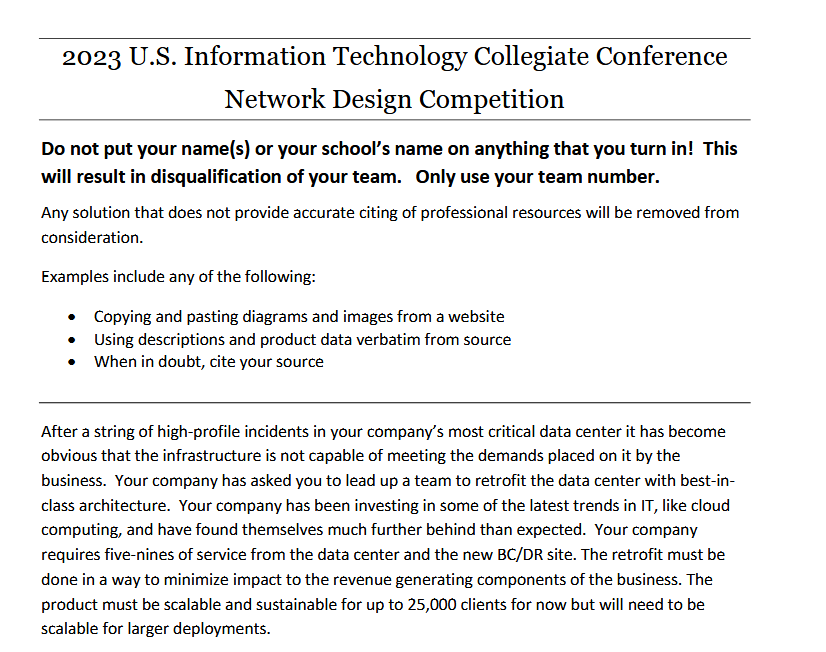 2023 U.S. Information Technology Collegiate Conference
Network Design Competition
Do not put your name(s) or your school's name on anything that you turn in!  This
will result in disqualification of your team.   Only use your team number.
Any solution that does not provide accurate citing of professional resources will be removed from
consideration.
Examples include any of the following:
• Copying and pasting diagrams and images from a website
• Using descriptions and product data verbatim from source
• When in doubt, cite your source
After a string of high-profile incidents in your company's most critical data center it has become
obvious that the infrastructure is not capable of meeting the demands placed on it by the
business.  Your company has asked you to lead up a team to retrofit the data center with best-in-
class architecture.  Your company has been investing in some of the latest trends in IT, like cloud
computing, and have found themselves much further behind than expected.  Your company
requires five-nines of service from the data center and the new BC/DR site. The retrofit must be
done in a way to minimize impact to the revenue generating components of the business. The
product must be scalable and sustainable for up to 25,000 clients for now but will need to be
scalable for larger deployments.